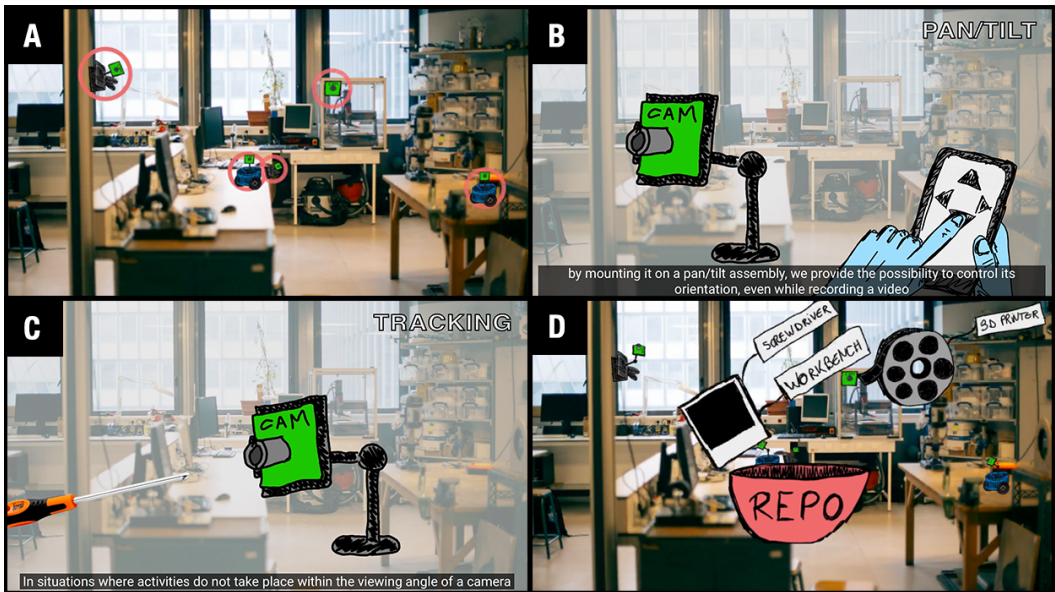 A
B
PAN/TILT
CAM
by mounting it on a pan/tilt assembly, we provide the possibility to control its
orientation, even while recording a video
C
TRACKING
CAM
In situations where activities do not take place within the viewing angle of a camera
D
SCREWDRIVER
WORKBENCH
3D PRINTER
REPO